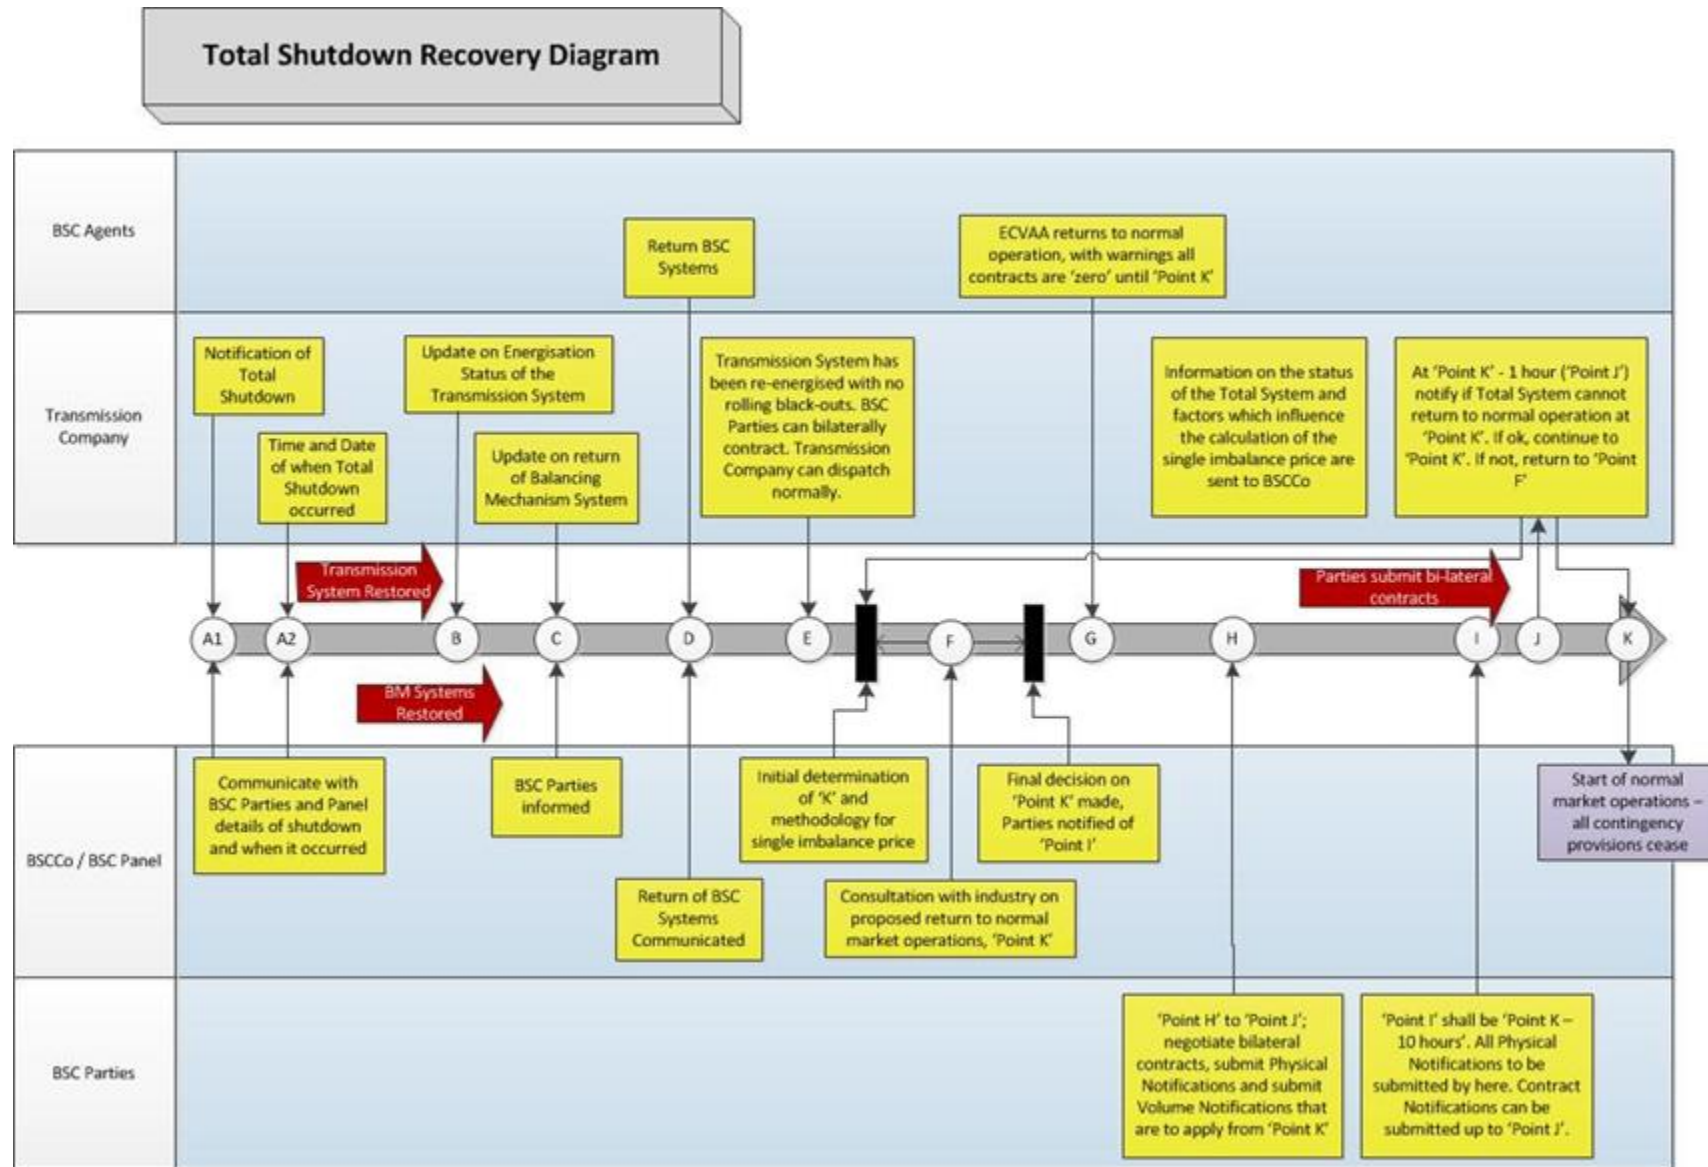 Total Shutdown Recovery Diagram
BSC Agents
Return BSC
Systems
ECVAA returns to normal
operation, with warnings all
contracts are ‘zero’ until ‘Point K’
Transmission
Company
Notification of
Total
Shutdown
Time and Date
of when Total
Shutdown
occurred
Update on Energisation
Status of the
Transmission System
Update on return
of Balancing
Mechanism System
Transmission System has
been re-energised with no
rolling black-outs. BSC
Parties can bilaterally
contract. Transmission
Company can dispatch
normally.
Information on the status
of the Total System and
factors which influence
the calculation of the
single imbalance price are
sent to BSCCo
At ‘Point K’ - 1 hour (‘Point J’)
notify if Total System cannot
return to normal operation at
‘Point K’. If ok, continue to
‘Point K’. If not, return to ‘Point
F’
Transmission
System Restored
Parties submit bi-lateral
contracts
A1
A2
B
C
D
E
F
G
H
I
J
K
BM Systems
Restored
BSCCo / BSC Panel
Communicate with
BSC Parties and Panel
details of shutdown
and when it occurred
BSC Parties
informed
Return of BSC
Systems
Communicated
Initial determination
of ‘K’ and
methodology for
single imbalance price
Consultation with industry on
proposed return to normal
market operations, ‘Point K’
Final decision on
‘Point K’ made,
Parties notified of
‘Point I’
Start of normal
market operations –
all contingency
provisions cease
BSC Parties
‘Point H’ to ‘Point J’;
negotiate bilateral
contracts, submit Physical
Notifications and submit
Volume Notifications that
are to apply from ‘Point K’
‘Point I’ shall be ‘Point K –
10 hours’. All Physical
Notifications to be
submitted by here. Contract
Notifications can be
submitted up to ‘Point J’.